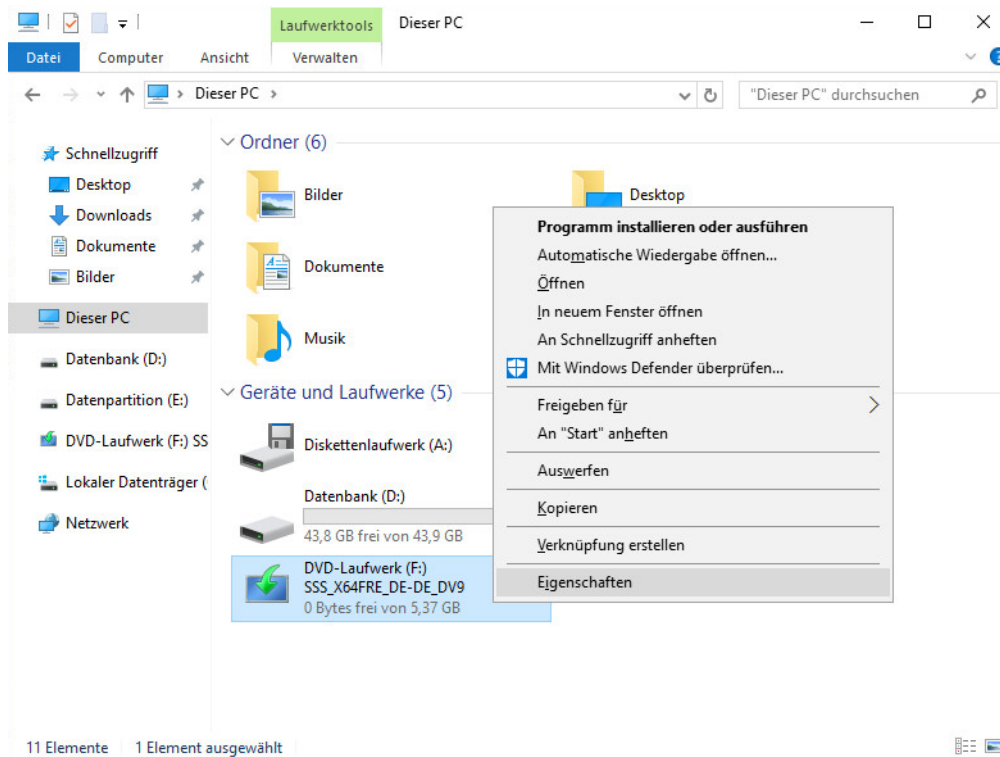 Laufwerktools
Dieser PC
Datei
Computer
Ansicht
Verwalten
Dieser PC
"Dieser PC" durchsuchen
Schnellzugriff
Desktop
Downloads
Dokumente
Bilder
Dieser PC
Datenbank (D:)
Datenpartition (E:)
DVD-Laufwerk (F:) SS
Lokaler Datenträger (
Netzwerk
Ordner (6)
Bilder
Desktop
Dokumente
Musik
Geräte und Laufwerke (5)
Diskettenlaufwerk (A:)
Datenbank (D:)
43,8 GB frei von 43,9 GB
DVD-Laufwerk (F:)
SSS_X64FRE_DE-DE_DV9
0 Bytes frei von 5,37 GB
Programm installieren oder ausführen
Automatische Wiedergabe öffnen...
Öffnen
In neuem Fenster öffnen
An Schnellzugriff anheften
Mit Windows Defender überprüfen...
Freigeben für
An "Start" anheften
Auswerfen
Kopieren
Verknüpfung erstellen
Eigenschaften
11 Elemente
1 Element ausgewählt